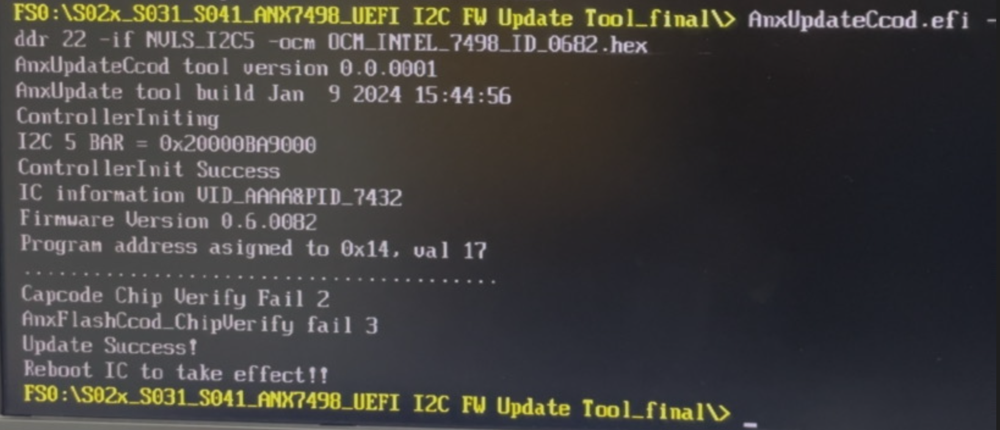 FS0:\S02x_S031_S041_ANX7498_UEFI I2C FW Update Tool_final\> AnxUpdateCcod.efi -
ddr 22 -if NVLS_I2C5 -ocm OCM_INTEL_7498_ID_0682.hex
AnxUpdateCcod tool version 0.0.0001
AnxUpdate tool build Jan  9 2024 15:44:56
ControllerIniting
I2C 5 BAR = 0x20000BA9000
ControllerInit Success
IC information VID_AAAA&PID_7432
Firmware Version 0.6.0082
Program address asigned to 0x14, val 17
........................................
Capcode Chip Verify Fail 2
AnxFlashCcod_ChipVerify fail 3
Update Success!
Reboot IC to take effect!!
FS0:\S02x_S031_S041_ANX7498_UEFI I2C FW Update Tool_final\> _